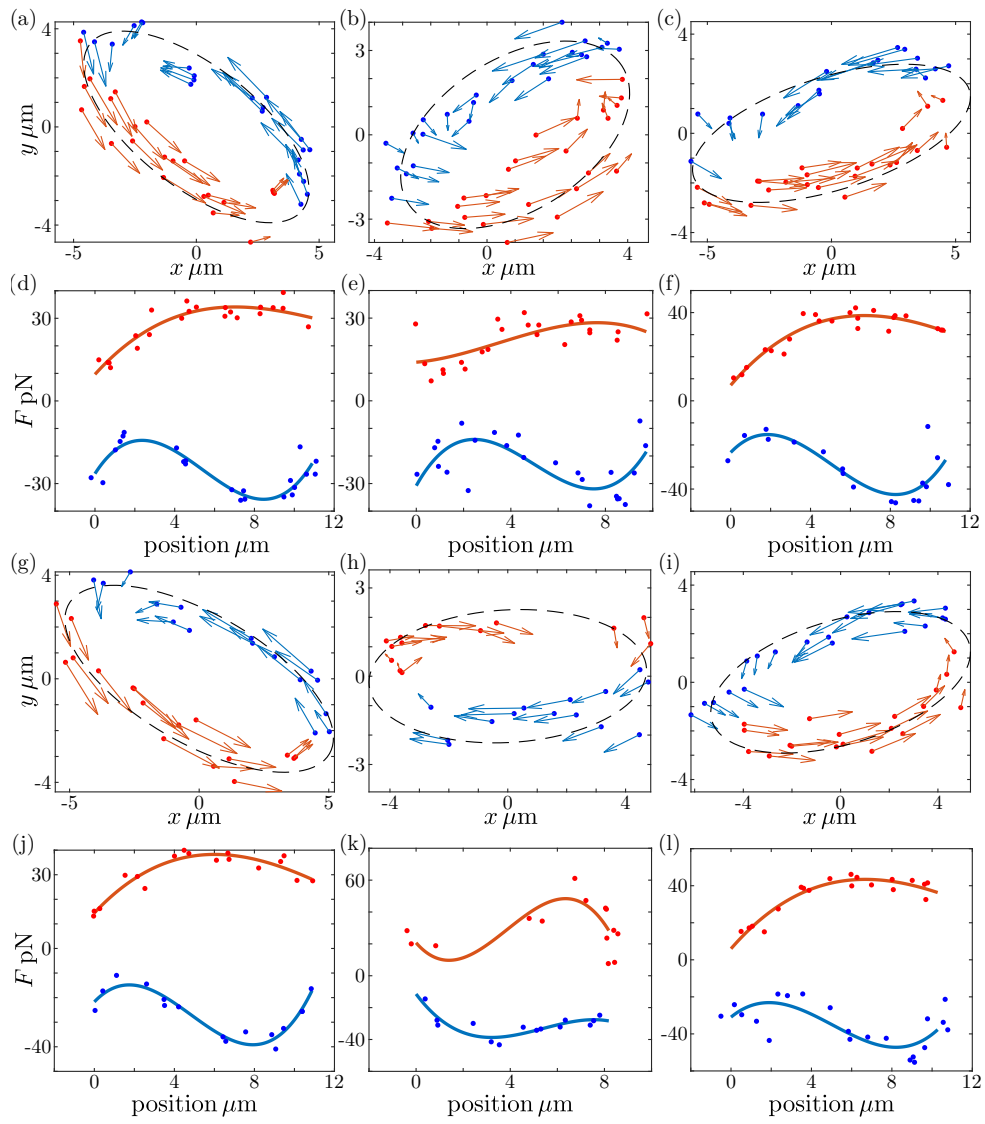 (a) (b) (c)
4 0 -4
y μm
-5 0 5
x μm
3 0 -3
-4 0 4
x μm
4 0 -4
-5 0 5
x μm
(d) (e) (f)
F pN
30 0 -30
0 4 8 12
position μm
30 0 -30
0 4 8
position μm
40 0 -40
0 4 8 12
position μm
(g) (h) (i)
4 0 -4
y μm
-5 0 5
x μm
3 0 -3
-4 0 4
x μm
4 0 -4
-4 0 4
x μm
(j) (k) (l)
F pN
30 0 -40
0 4 8 12
position μm
60 0 -40
0 4 8
position μm
40 0 -40
0 4 8 12
position μm